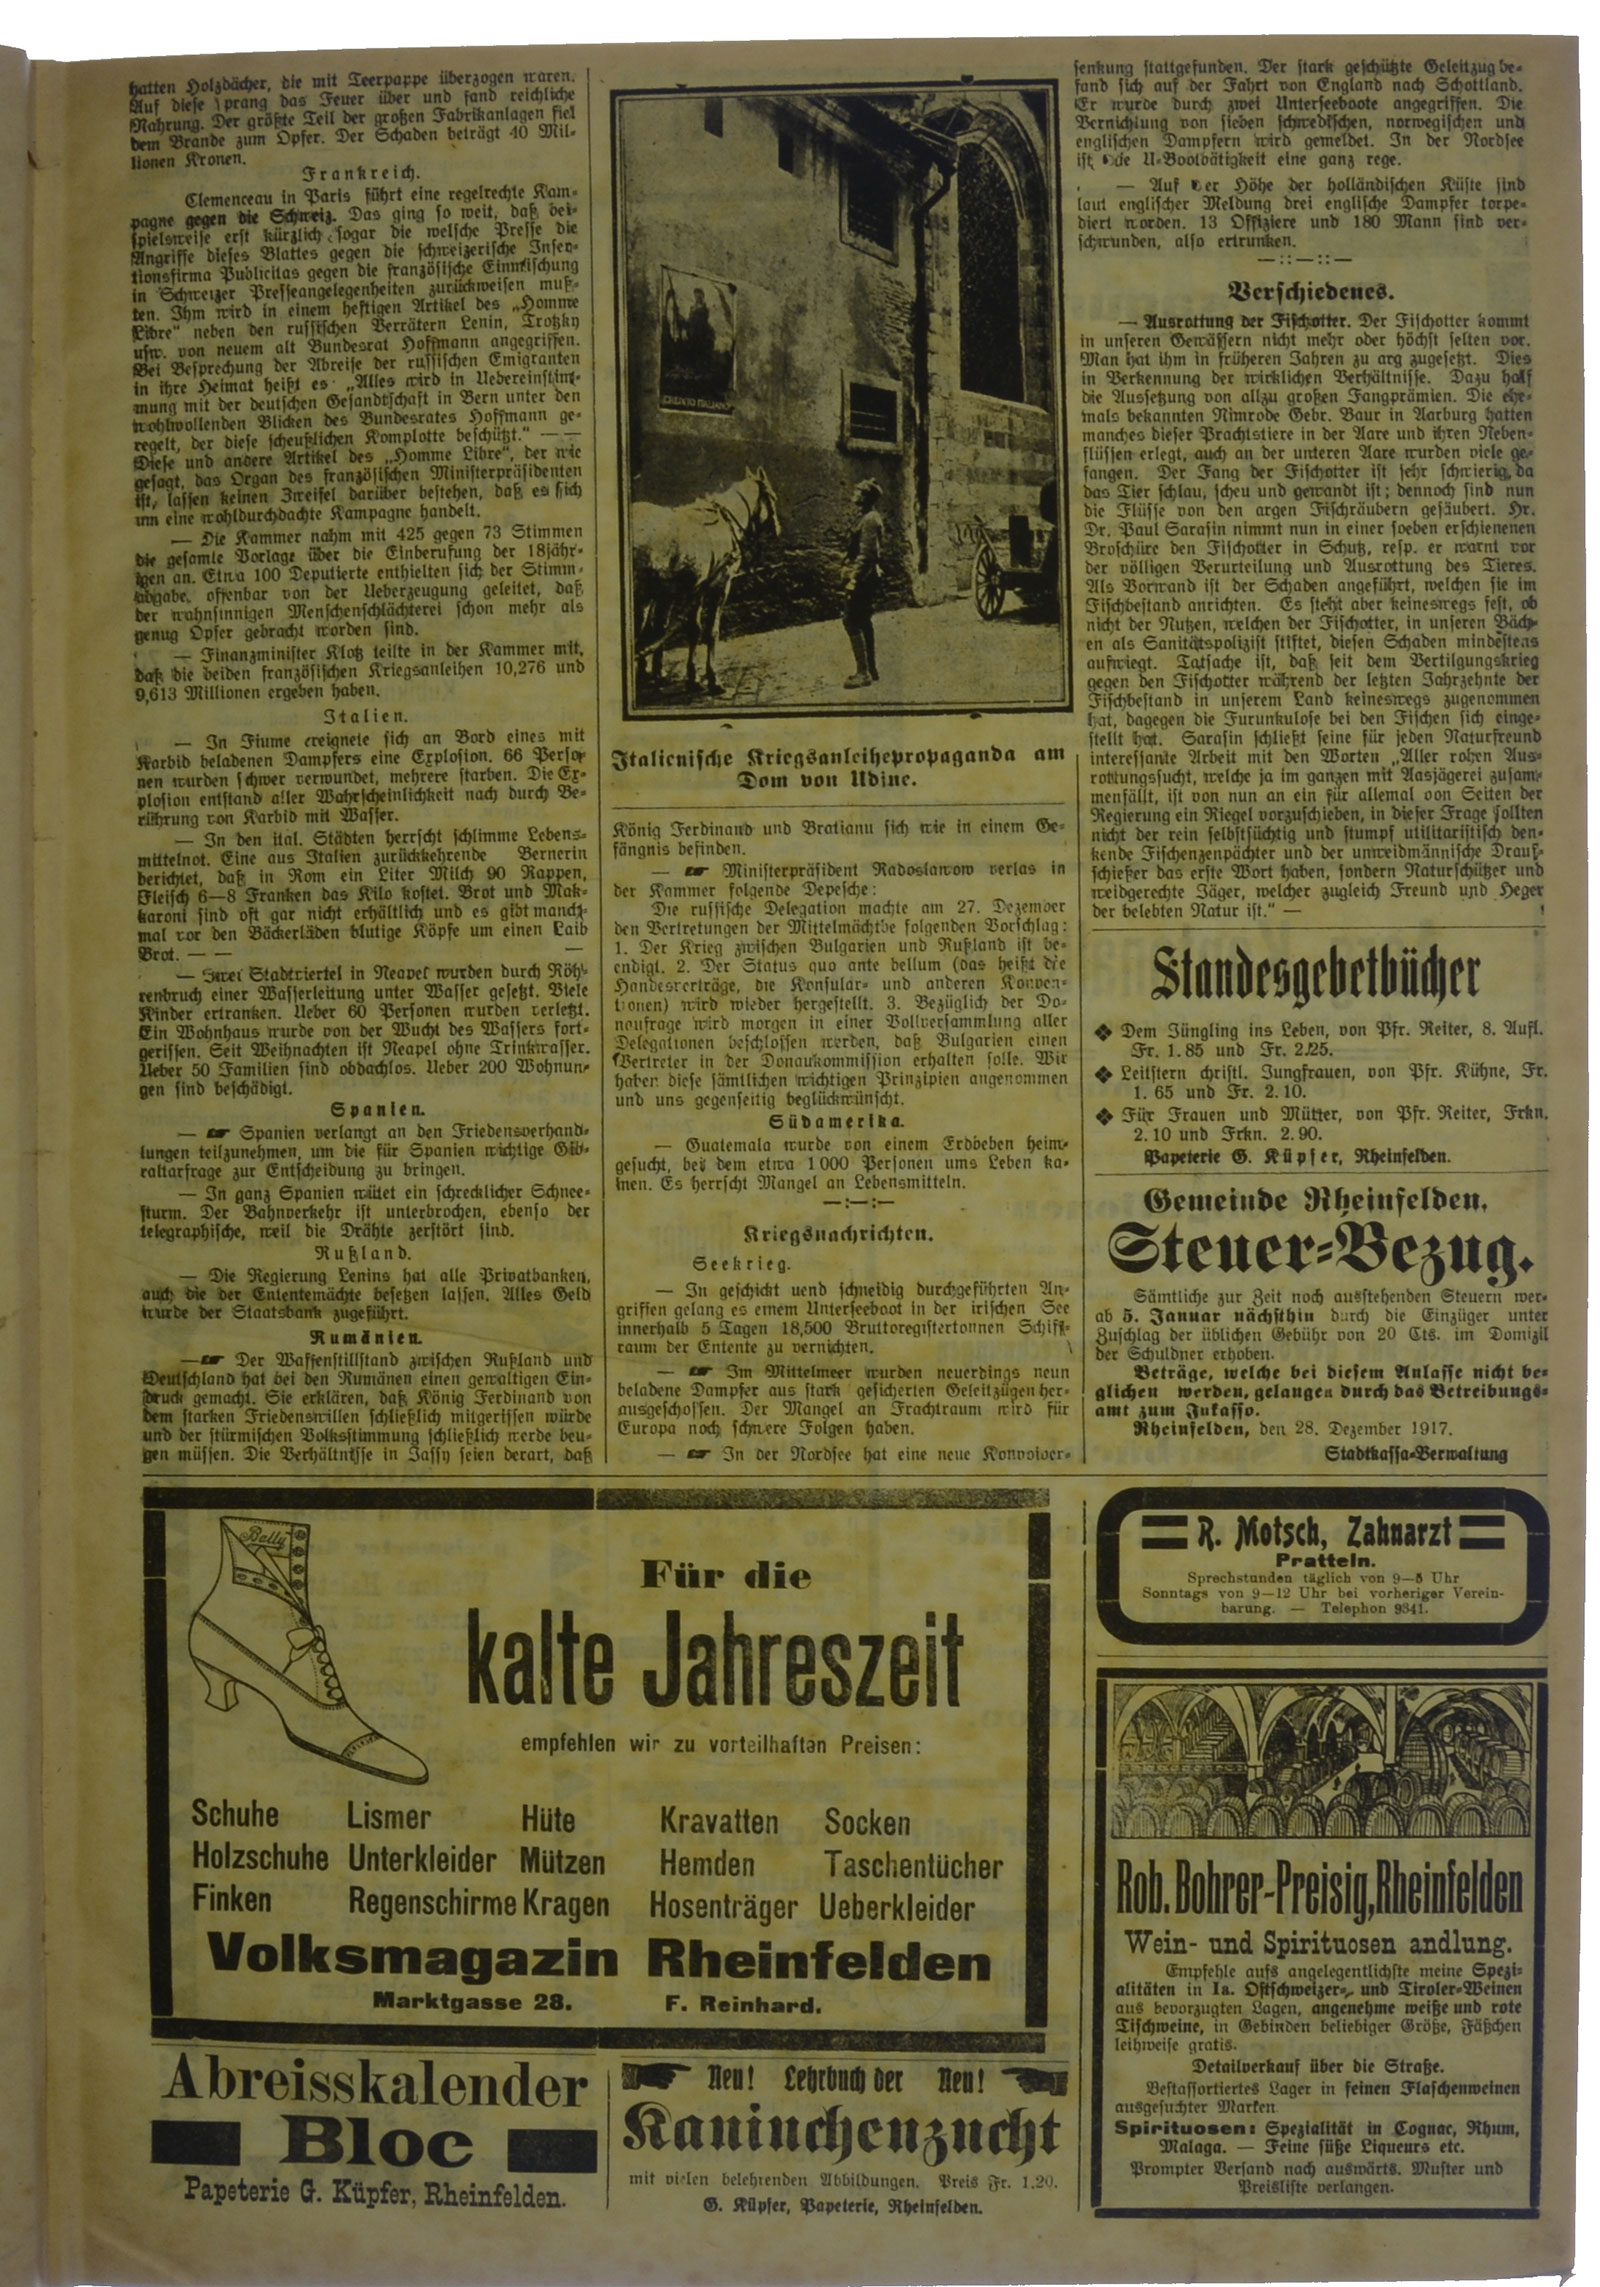 hatten Holzdächer, die mit Teerpappe überzogen waren.
Auf diese sprang das Feuer über und fand reichliche
Nahrung. Der größte Teil der großen Fabrikanlagen fiel
dem Brande zum Opfer. Der Schaden beträgt 40 Mil-
lionen Kronen.
Frankreich.
Clemenceau in Paris führt eine regelrechte Kam-
pagne gegen die Schweiz. Das ging so weit, daß bei-
spielsweise erst kürzlich sogar die welsche Presse die
Angriffe dieses Blattes gegen die schweizerische Inser-
tionsfirma Publicitas gegen die französische Einmischung
in Schweizer Presseangelegenheiten zurückweisen muß-
ten. Ihm wird in einem heftigen Artikel des „Homme
Libre“ neben den russischen Verrätern Lenin, Trotzky
usw. von neuem alt Bundesrat Hoffmann angegriffen.
Bei Besprechung der Abreise der russischen Emigranten
in ihre Heimat heißt es „Alles wird in Uebereinstim-
mung mit der deutschen Gesandtschaft in Bern unter den
wohlwollenden Blicken des Bundesrates Hoffmann ge-
regelt, der diese scheußlichen Komplotte beschützt.“ — —
Diese und andere Artikel des „Homme Libre“, der wie
gesagt, das Organ des französischen Ministerpräsidenten
ist, lassen keinen Zweifel darüber bestehen, daß es sich
um eine wohldurchdachte Kampagne handelt.
— Die Kammer nahm mit 425 gegen 73 Stimmen
die gesamte Vorlage über die Einberufung der 18jähr-
igen an. Etwa 100 Deputierte enthielten sich der Stimm-
abgabe, offenbar von der Ueberzeugung geleitet, daß
der wahnsinnigen Menschenschlächterei schon mehr als
genug Opfer gebracht worden sind.
— Finanzminister Klotz teilte in der Kammer mit,
daß die beiden französischen Kriegsanleihen 10,276 und
9,613 Millionen ergeben haben.
Italien.
— In Fiume ereignete sich an Bord eines mit
Karbid beladenen Dampfers eine Explosion. 66 Perso-
nen wurden schwer verwundet, mehrere starben. Die Ex-
plosion entstand aller Wahrscheinlichkeit nach durch Be-
rührung von Karbid mit Wasser.
— In den ital. Städten herrscht schlimme Lebens-
mittelnot. Eine aus Italien zurückkehrende Bernerin
berichtet, daß in Rom ein Liter Milch 90 Rappen,
Fleisch 6—8 Franken das Kilo kostet. Brot und Mak-
karoni sind oft gar nicht erhältlich und es gibt manch-
mal vor den Bäckerläden blutige Köpfe um einen Laib
Brot. — — —
— Zwei Stadtviertel in Neapel wurden durch Röh-
renbruch einer Wasserleitung unter Wasser gesetzt. Viele
Kinder ertranken. Ueber 60 Personen wurden verletzt.
Ein Wohnhaus wurde von der Wucht des Wassers fort-
gerissen. Seit Weihnachten ist Neapel ohne Trinkwasser.
Ueber 50 Familien sind obdachlos. Ueber 200 Wohnun-
gen sind beschädigt.
Spanien.
— ☞ Spanien verlangt an den Friedensverhand-
lungen teilzunehmen, um die für Spanien wichtige Gib-
raltarfrage zur Entscheidung zu bringen.
— In ganz Spanien wütet ein schrecklicher Schnee-
sturm. Der Bahnverkehr ist unterbrochen, ebenso der
telegraphische, weil die Drähte zerstört sind.
Rußland.
— Die Regierung Lenins hat alle Privatbanken,
auch die der Ententemächte besetzen lassen. Alles Geld
wurde der Staatsbank zugeführt.
Rumänien.
— ☞ Der Waffenstillstand zwischen Rußland und
Deutschland hat bei den Rumänen einen gewaltigen Ein-
druck gemacht. Sie erklären, daß König Ferdinand von
dem starken Friedenswillen schließlich mitgerissen würde
und der stürmischen Volksstimmung schließlich werde beu-
gen müssen. Die Verhältnisse in Jassy seien derart, daß
CREDITO ITALIANO
Italienische Kriegsanleihepropaganda am
Dom von Udine.
König Ferdinand und Bratianu sich wie in einem Ge-
fängnis befinden.
— ☞ Ministerpräsident Radoslawow verlas in
der Kammer folgende Depesche:
Die russische Delegation machte am 27. Dezember
den Vertretungen der Mittelmächte folgenden Vorschlag:
1. Der Krieg zwischen Bulgarien und Rußland ist be-
endigt. 2. Der Status quo ante bellum (das heißt die
Handesverträge, die Konsular- und anderen Konven-
tionen) wird wieder hergestellt. 3. Bezüglich der Do-
naufrage wird morgen in einer Vollversammlung aller
Delegationen beschlossen werden, daß Bulgarien einen
Vertreter in der Donaukommission erhalten solle. Wir
haben diese sämtlichen wichtigen Prinzipien angenommen
und uns gegenseitig beglückwünscht.
Südamerika.
— Guatemala wurde von einem Erdbeben heim-
gesucht, bei dem etwa 1000 Personen ums Leben ka-
men. Es herrscht Mangel an Lebensmitteln.
—:—:—
Kriegsnachrichten.
Seekrieg.
— In geschickt uend schneidig durchgeführten An-
griffen gelang es einem Unterseeboot in der irischen See
innerhalb 5 Tagen 18,500 Bruttoregistertonnen Schiff-
raum der Entente zu vernichten.
— ☞ Im Mittelmeer wurden neuerdings neun
beladene Dampfer aus stark gesicherten Geleitzügen her-
ausgeschossen. Der Mangel an Frachtraum wird für
Europa noch schwere Folgen haben.
— ☞ In der Nordsee hat eine neue Konvoiver-
senkung stattgefunden. Der stark geschützte Geleitzug be-
fand sich auf der Fahrt von England nach Schottland.
Er wurde durch zwei Unterseeboote angegriffen. Die
Vernichtung von sieben schwedischen, norwegischen und
englischen Dampfern wird gemeldet. In der Nordsee
ist die U-Bootbätigkeit eine ganz rege.
— Auf der Höhe der holländischen Küste sind
laut englischer Meldung drei englische Dampfer torpe-
diert worden. 13 Offiziere und 180 Mann sind ver-
schwunden, also ertrunken.
—::—::—
Verschiedenes.
— Ausrottung der Fischotter. Der Fischotter kommt
in unseren Gewässern nicht mehr oder höchst selten vor.
Man hat ihm in früheren Jahren zu arg zugesetzt. Dies
in Verkennung der wirklichen Verhältnisse. Dazu half
die Aussetzung von allzu großen Fangprämien. Die ehe-
mals bekannten Nimrode Gebr. Baur in Aarburg hatten
manches dieser Prachtstiere in der Aare und ihren Neben-
flüssen erlegt, auch an der unteren Aare wurden viele ge-
fangen. Der Fang der Fischotter ist sehr schwierig, da
das Tier schlau, scheu und gewandt ist; dennoch sind nun
die Flüsse von den argen Fischräubern gesäubert. Hr.
Dr. Paul Sarasin nimmt nun in einer soeben erschienenen
Broschüre den Fischotter in Schutz, resp. er warnt vor
der völligen Verurteilung und Ausrottung des Tieres.
Als Vorwand ist der Schaden angeführt, welchen sie im
Fischbestand anrichten. Es steht aber keineswegs fest, ob
nicht der Nutzen, welchen der Fischotter, in unseren Bäch-
en als Sanitätspolizist stiftet, diesen Schaden mindestens
aufwiegt. Tatsache ist, daß seit dem Vertilgungskrieg
gegen den Fischotter während der letzten Jahrzehnte der
Fischbestand in unserem Land keineswegs zugenommen
hat, dagegen die Furunkulose bei den Fischen sich einge-
stellt hat. Sarasin schließt seine für jeden Naturfreund
interessante Arbeit mit den Worten „Aller rohen Aus-
rottungssucht, welche ja im ganzen mit Aasjägerei zusam-
menfällt, ist von nun an ein für allemal oon Seiten der
Regierung ein Riegel vorzuschieben, in dieser Frage sollten
nicht der rein selbstsüchtig und stumpf utilitaristisch den-
kende Fischenzenpächter und der unweidmännische Drauf-
schießer das erste Wort haben, sondern Naturschützer und
weidgerechte Jäger, welcher zugleich Freund und Heger
der belebten Natur ist.“ —
Standesgebetbücher
❖ Dem Jüngling ins Leben, von Pfr. Reiter, 8. Aufl.
Fr. 1.85 und Fr. 2.25.
❖ Leitstern christl. Jungfrauen, von Pfr. Kühne, Fr.
1. 65 und Fr. 2.10.
❖ Für Frauen und Mütter, von Pfr. Reiter, Frkn.
2.10 und Frkn. 2.90.
Papeterie G. Küpfer, Rheinfelden.
Gemeinde Rheinfelden.
Steuer-Bezug.
Sämtliche zur Zeit noch ausstehenden Steuern wer-
ab 5. Januar nächsthin durch die Einzüger unter
Zuschlag der üblichen Gebühr von 20 Cts. im Domizil
der Schuldner erhoben.
Beträge, welche bei diesem Anlasse nicht be-
glichen werden, gelangen durch das Betreibungs-
amt zum Inkasso.
Rheinfelden, den 28. Dezember 1917.
Stadtkassa-Verwaltung
Bally
Für die
kalte Jahreszeit
empfehlen wir zu vorteilhaften Preisen:
Schuhe Lismer Hüte Kravatten Socken
Holzschuhe Unterkleider Mützen Hemden Taschentücher
Finken Regenschirme Kragen Hosenträger Ueberkleider
Volksmagazin Rheinfelden
Marktgasse 28. F. Reinhard.
R. Motsch, Zahnarzt
Pratteln.
Sprechstunden täglich von 9—5 Uhr
Sonntags von 9—12 Uhr bei vorheriger Verein-
barung. — Telephon 9341.
Rob. Bohrer-Preisig, Rheinfelden
Wein- und Spirituosen andlung.
Empfehle aufs angelegentlichste meine Spezi-
alitäten in Ia. Ostschweizer- und Tiroler-Weinen
aus bevorzugten Lagen, angenehme weiße und rote
Tischweine, in Gebinden beliebiger Größe, Fäßchen
leihweise gratis.
Detailverkauf über die Straße.
Bestassortiertes Lager in feinen Flaschenweinen
ausgesuchter Marken
Spirituosen: Spezialität in Cognac, Rhum,
Malaga. — Feine süße Liqueurs etc.
Prompter Versand nach auswärts. Muster und
Preisliste verlangen.
Abreisskalender
Bloc
Papeterie G. Küpfer, Rheinfelden.
Neu! Lehrbuch der Neu!
Kaninchenzucht
mit vielen belehrenden Abbildungen. Preis Fr. 1.20.
G. Küpfer, Papeterie, Rheinfelden.